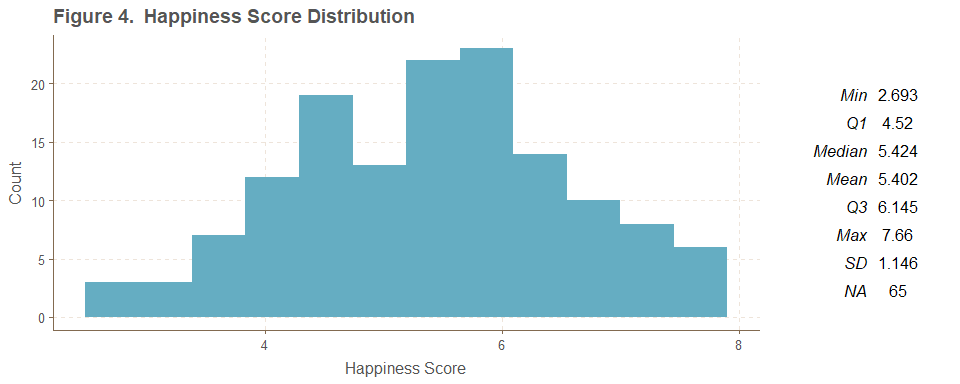 Figure 4.  Happiness Score Distribution
Count
20
15
10
5
0
4
6
8
Happiness Score
Min 2.693
Q1 4.52
Median 5.424
Mean 5.402
Q3 6.145
Max 7.66
SD 1.146
NA 65